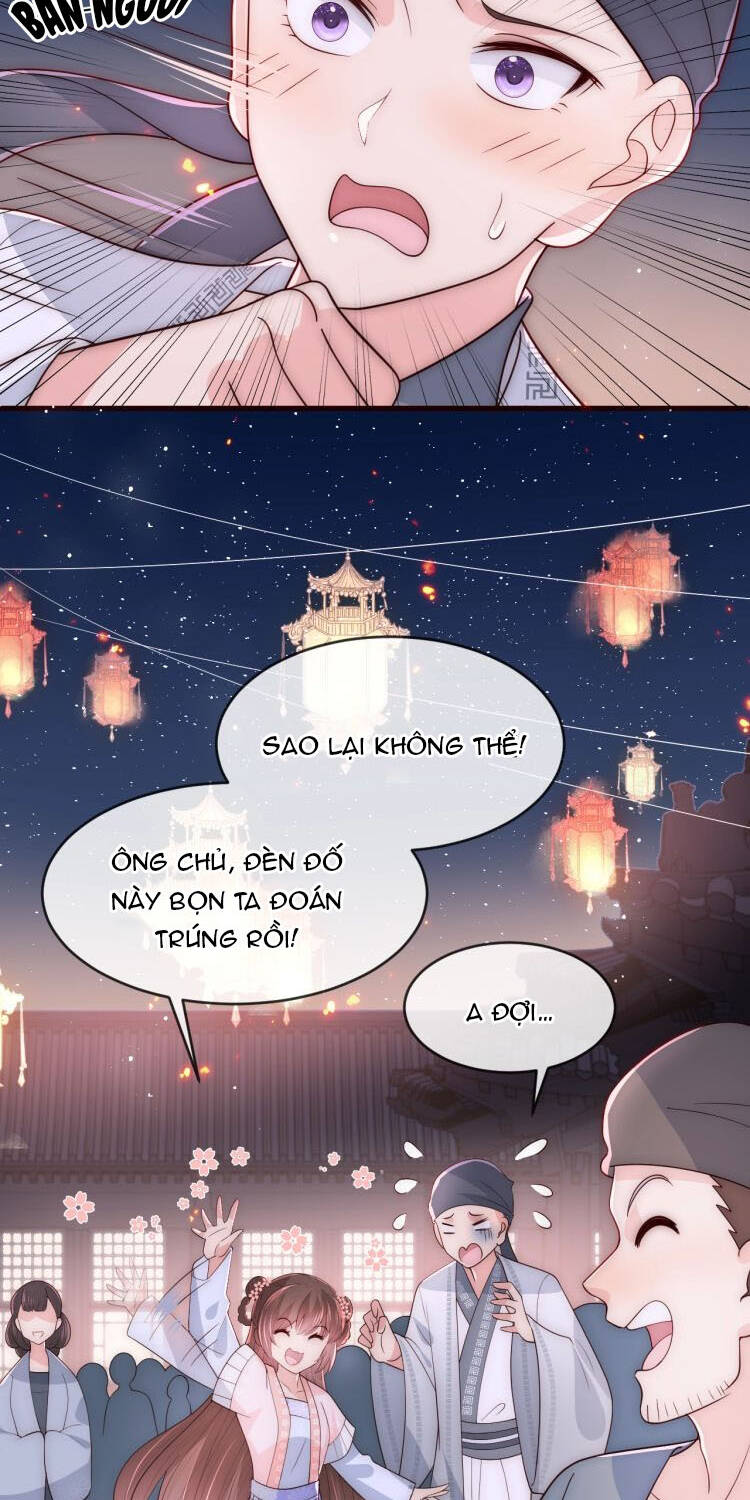 SAO LẠI KHÔNG THỂ!
ÔNG CHỦ, ĐÈN ĐỐ
NÀY BỌN TA ĐOÁN
TRÚNG RỒI!
A ĐỢI...